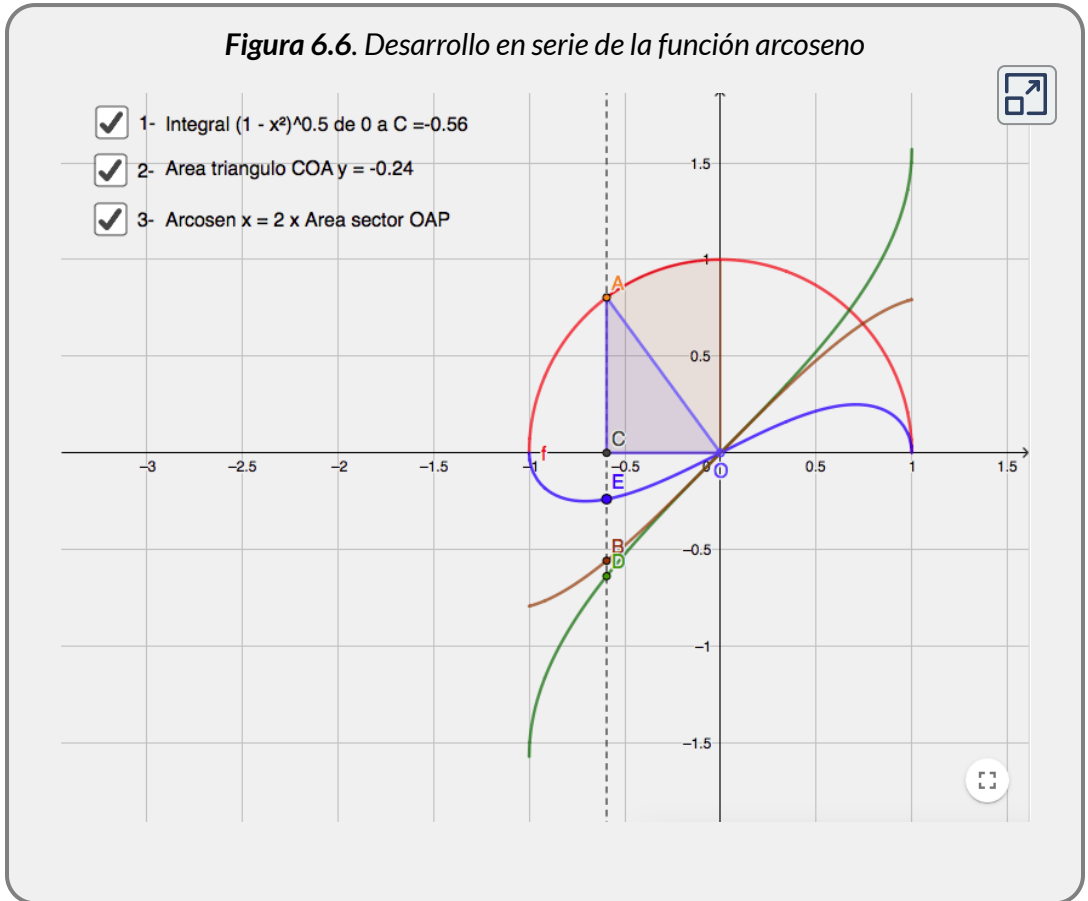 Figura 6.6. Desarrollo en serie de la función arcoseno
1- Integral (1 - x²)^0.5 de 0 a C =-0.56
2- Area triangulo COA y = -0.24
3- Arcosen x = 2 x Area sector OAP
1.5
1
A
0.5
C
f
−3
−2.5
−2
−1.5
−1
−0.5
0
O
0.5
1
1.5
E
B
−0.5
D
−1
−1.5